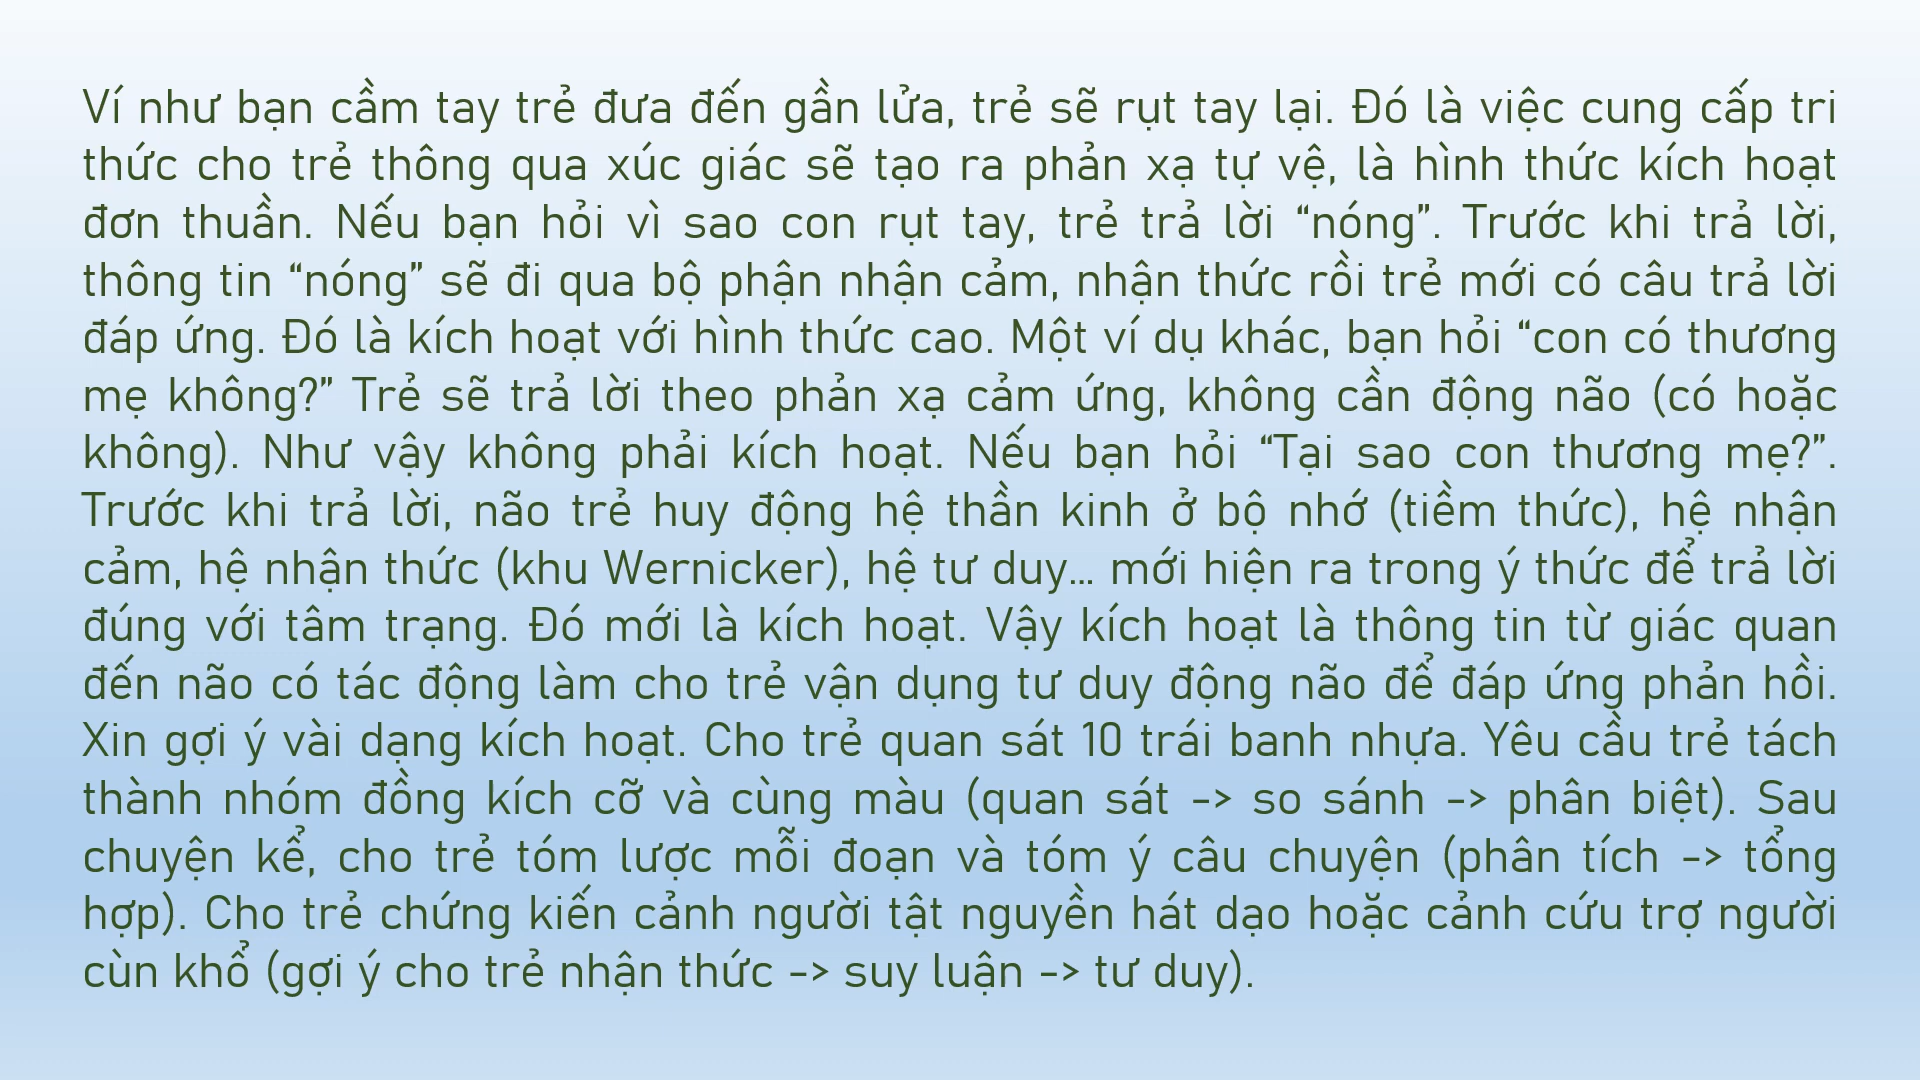 Ví như bạn cầm tay trẻ đưa đến gần lửa, trẻ sẽ rụt tay lại. Đó là việc cung cấp tri
thức cho trẻ thông qua xúc giác sẽ tạo ra phản xạ tự vệ, là hình thức kích hoạt
đơn thuần. Nếu bạn hỏi vì sao con rụt tay, trẻ trả lời “nóng”. Trước khi trả lời,
thông tin “nóng” sẽ đi qua bộ phận nhận cảm, nhận thức rồi trẻ mới có câu trả lời
đáp ứng. Đó là kích hoạt với hình thức cao. Một ví dụ khác, bạn hỏi “con có thương
mẹ không?” Trẻ sẽ trả lời theo phản xạ cảm ứng, không cần động não (có hoặc
không). Như vậy không phải kích hoạt. Nếu bạn hỏi “Tại sao con thương mẹ?”.
Trước khi trả lời, não trẻ huy động hệ thần kinh ở bộ nhớ (tiềm thức), hệ nhận
cảm, hệ nhận thức (khu Wernicker), hệ tư duy... mới hiện ra trong ý thức để trả lời
đúng với tâm trạng. Đó mới là kích hoạt. Vậy kích hoạt là thông tin từ giác quan
đến não có tác động làm cho trẻ vận dụng tư duy động não để đáp ứng phản hồi.
Xin gợi ý vài dạng kích hoạt. Cho trẻ quan sát 10 trái banh nhựa. Yêu cầu trẻ tách
thành nhóm đồng kích cỡ và cùng màu (quan sát -> so sánh -> phân biệt). Sau
chuyện kể, cho trẻ tóm lược mỗi đoạn và tóm ý câu chuyện (phân tích -> tổng
hợp). Cho trẻ chứng kiến cảnh người tật nguyền hát dạo hoặc cảnh cứu trợ người
cùn khổ (gợi ý cho trẻ nhận thức -> suy luận -> tư duy).